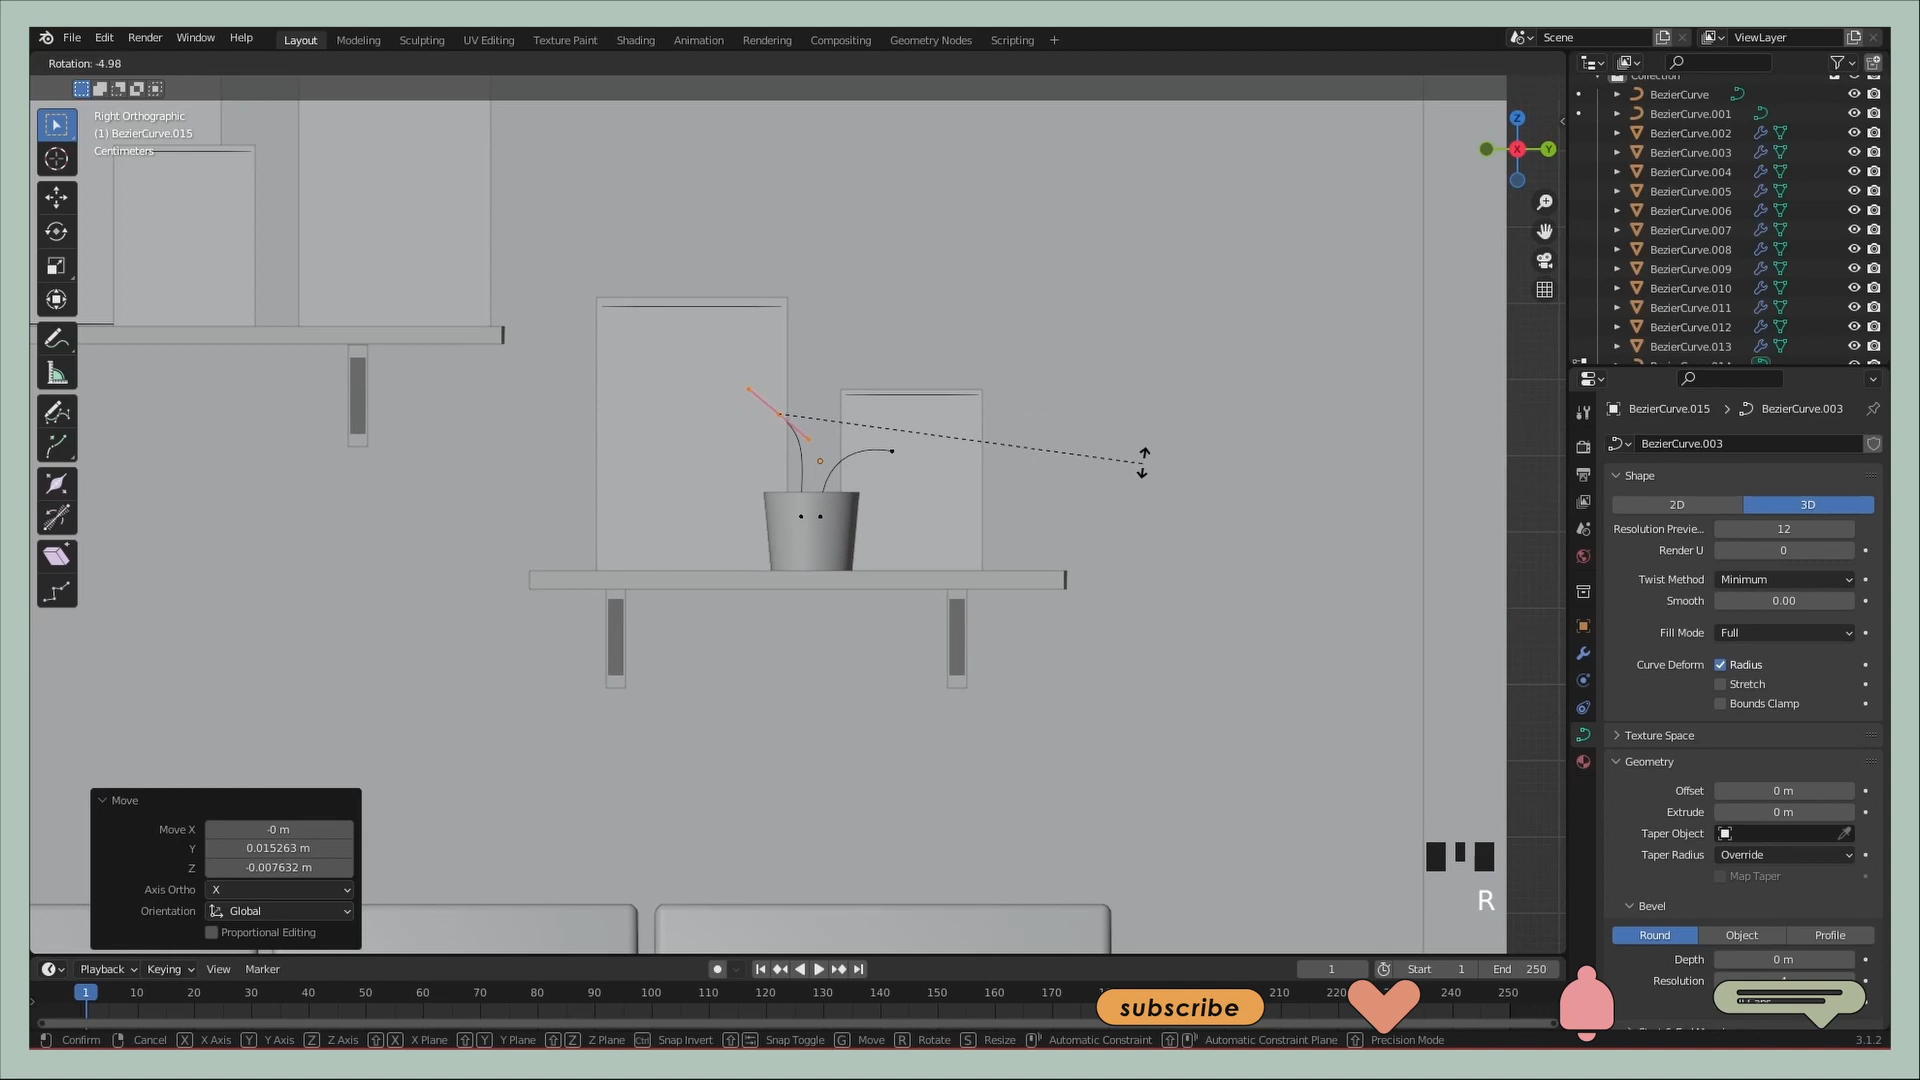 File Edit Render Window Help
Layout Modeling Sculpting UV Editing Texture Paint Shading Animation Rendering Compositing Geometry Nodes Scripting +
Scene
ViewLayer
Rotation: -4.98
Right Orthographic
(1) BezierCurve.015
Centimeters
Z
X
Y
Collection
BezierCurve
BezierCurve.001
BezierCurve.002
BezierCurve.003
BezierCurve.004
BezierCurve.005
BezierCurve.006
BezierCurve.007
BezierCurve.008
BezierCurve.009
BezierCurve.010
BezierCurve.011
BezierCurve.012
BezierCurve.013
BezierCurve.015 > BezierCurve.003
BezierCurve.003
Shape
2D 3D
Resolution Previe... 12
Render U 0
Twist Method Minimum
Smooth 0.00
Fill Mode Full
Curve Deform Radius
Stretch
Bounds Clamp
Texture Space
Geometry
Offset 0 m
Extrude 0 m
Taper Object
Taper Radius Override
Map Taper
Bevel
Round Object Profile
Depth 0 m
Resolution
Move
Move X -0 m
Y 0.015263 m
Z -0.007632 m
Axis Ortho X
Orientation Global
Proportional Editing
R
Playback Keying View Marker
1 Start 1 End 250
1 10 20 30 40 50 60 70 80 90 100 110 120 130 140 150 160 170 210 220 240 250
subscribe
Confirm Cancel X X Axis Y Y Axis Z Z Axis X X Plane Y Y Plane Z Z Plane Ctrl Snap Invert Snap Toggle G Move R Rotate S Resize Automatic Constraint Automatic Constraint Plane Precision Mode
3.1.2